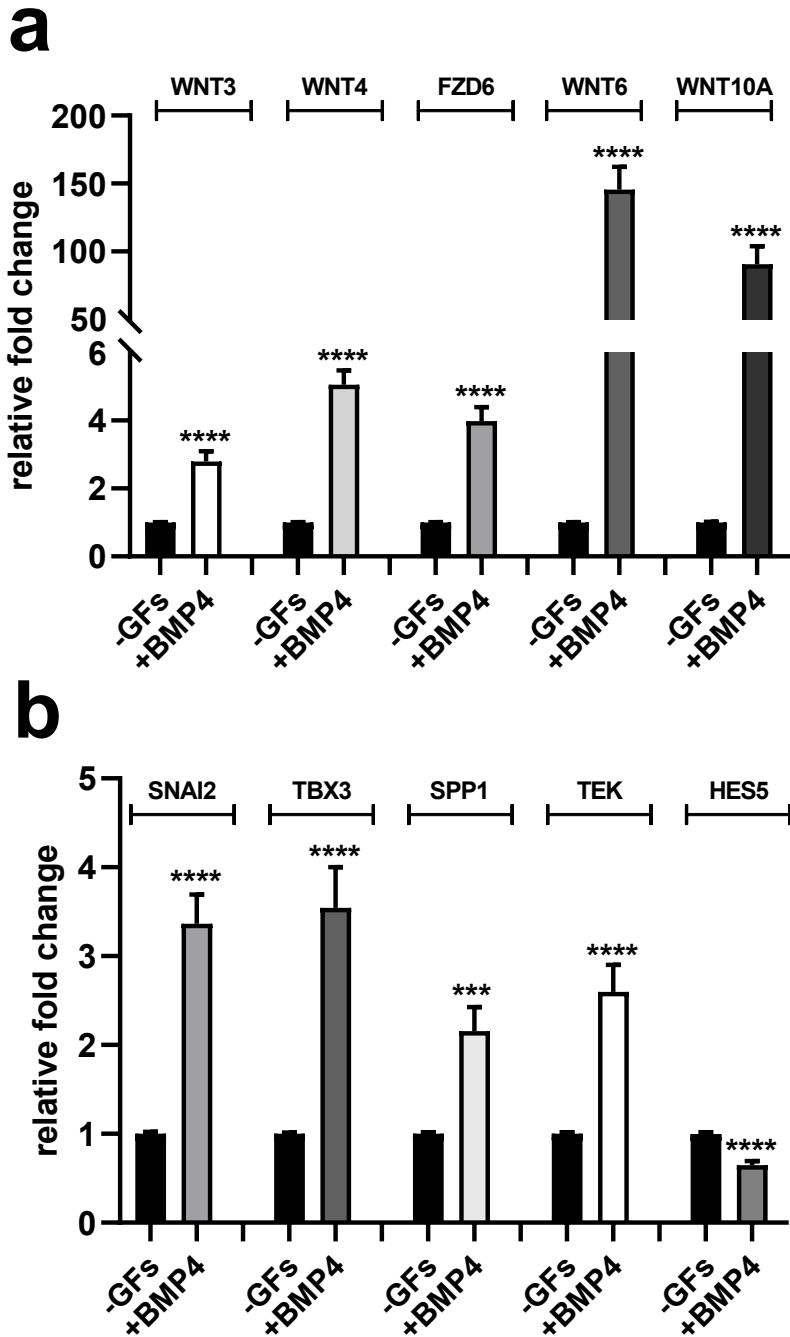 a
WNT3 WNT4 FZD6 WNT6 WNT10A
200
150
100
50
6
4
2
0
relative fold change
**** **** **** **** ****
-GFs +BMP4 -GFs +BMP4 -GFs +BMP4 -GFs +BMP4 -GFs +BMP4
b
SNAI2 TBX3 SPP1 TEK HES5
5
4
3
2
1
0
relative fold change
**** **** *** **** ****
-GFs +BMP4 -GFs +BMP4 -GFs +BMP4 -GFs +BMP4 -GFs +BMP4